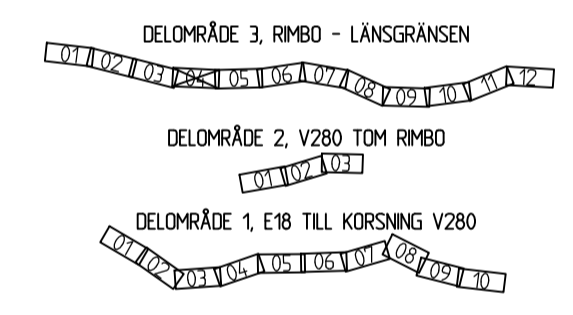 DELOMRÅDE 3, RIMBO - LÄNSGRÄNSEN
01 02 03 04 05 06 07 08 09 10 11 12
DELOMRÅDE 2, V280 TOM RIMBO
01 02 03
DELOMRÅDE 1, E18 TILL KORSNING V280
01 02 03 04 05 06 07 08 09 10